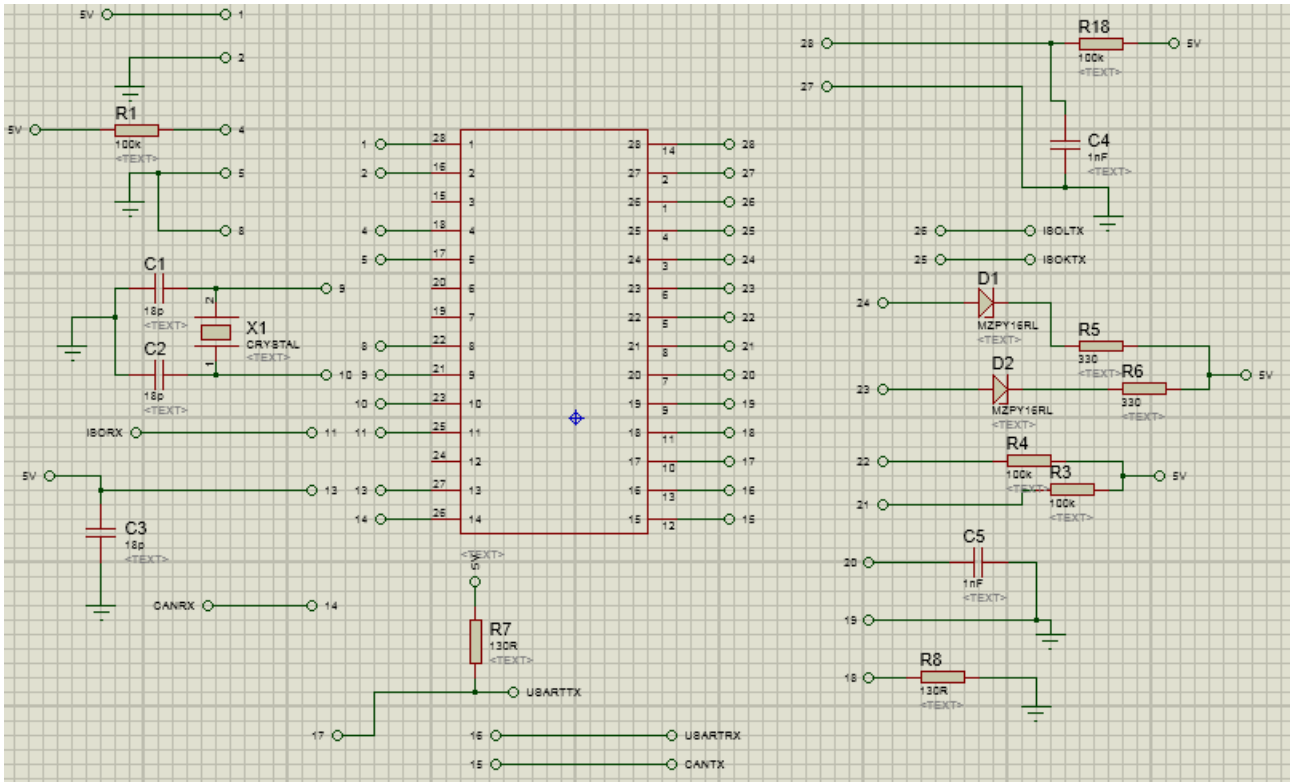 5V 1
2
R1
5V 4
100k
<TEXT>
5
8
C1
9
18p
<TEXT>
2
X1
CRYSTAL
<TEXT>
1
C2
10
18p
<TEXT>
ISORX 11
5V
13
C3
18p
<TEXT>
CANRX 14
1 28 1
2 16 2
15 3
4 18 4
5 17 5
20 6
19 7
8 22 8
9 21 9
10 23 10
11 25 11
24 12
13 27 13
14 26 14
28 14 28
27 2 27
26 1 26
25 4 25
24 3 24
23 6 23
22 5 22
21 8 21
20 7 20
19 9 19
18 11 18
17 10 17
16 13 16
15 12 15
<TEXT>
5V
R7
130R
<TEXT>
USARTTX
17
16 USARTRX
15 CANTX
R18
28 5V
100k
<TEXT>
27
C4
1nF
<TEXT>
26 ISOLTX
25 ISOKTX
D1
24
MZPY16RL
<TEXT>
R5
330
<TEXT>
D2
23
MZPY16RL
<TEXT>
R6
5V
330
<TEXT>
R4
22
100k
<TEXT>
R3
5V
100k
<TEXT>
21
C5
20
1nF
<TEXT>
19
R8
18
130R
<TEXT>